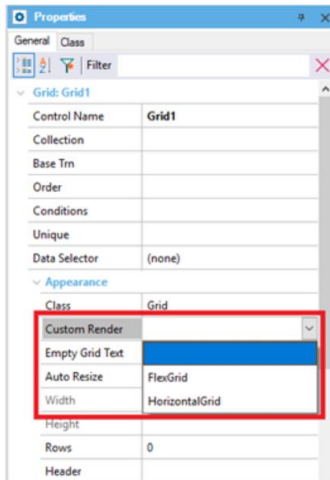 Properties
General Class
Filter
Grid: Grid1
Control Name Grid1
Collection
Base Trn
Order
Conditions
Unique
Data Selector (none)
Appearance
Class Grid
Custom Render
Empty Grid Text
Auto Resize FlexGrid
Width HorizontalGrid
Height
Rows 0
Header